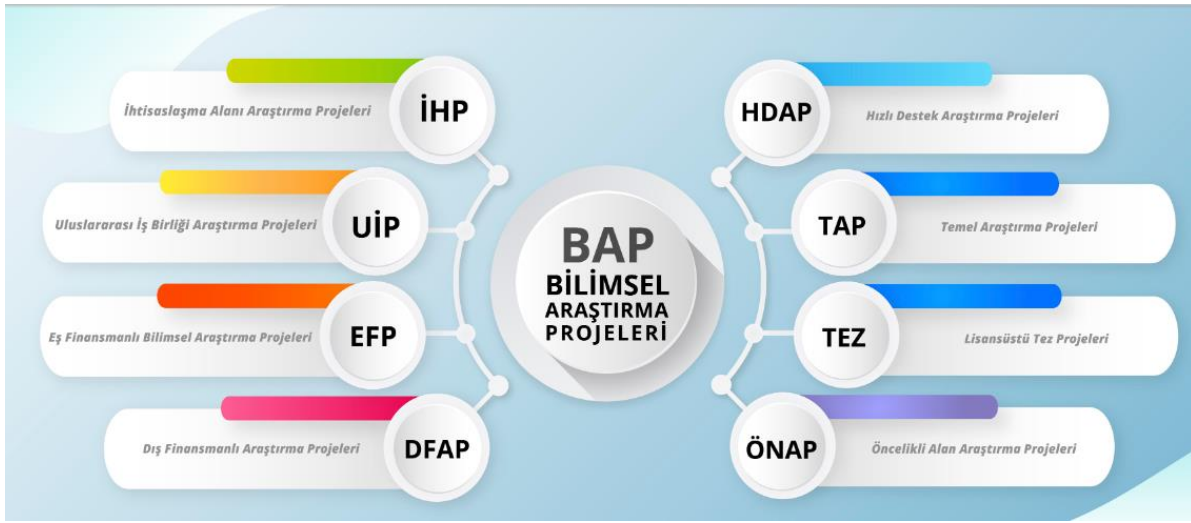 İhtisaslaşma Alanı Araştırma Projeleri
İHP
Uluslararası İş Birliği Araştırma Projeleri
UİP
Eş Finansmanlı Bilimsel Araştırma Projeleri
EFP
Dış Finansmanlı Araştırma Projeleri
DFAP
BAP
BİLİMSEL
ARAŞTIRMA
PROJELERİ
HDAP
Hızlı Destek Araştırma Projeleri
TAP
Temel Araştırma Projeleri
TEZ
Lisansüstü Tez Projeleri
ÖNAP
Öncelikli Alan Araştırma Projeleri